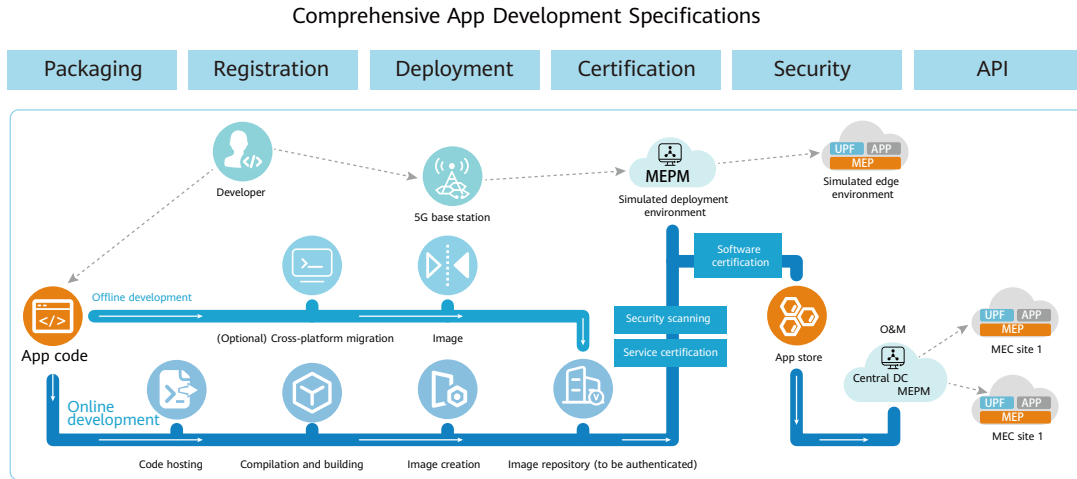 Comprehensive App Development Specifications
Packaging
Registration
Deployment
Certification
Security
API
Developer
5G base station
MEPM
Simulated deployment
environment
UPF
APP
MEP
Simulated edge
environment
Software
certification
Offline development
(Optional) Cross-platform migration
Image
Security scanning
Service certification
App code
</>
App store
O&M
Central DC
MEPM
UPF
APP
MEP
MEC site 1
UPF
APP
MEP
MEC site 1
Online
development
Code hosting
Compilation and building
Image creation
V
Image repository (to be authenticated)